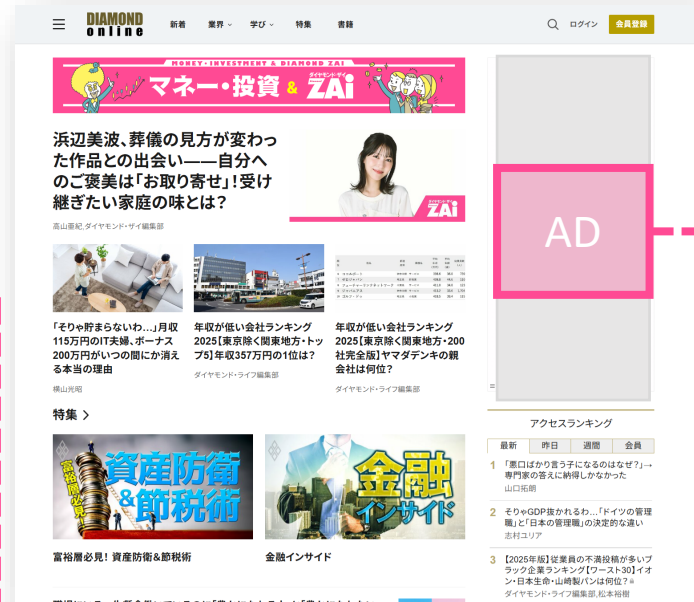 DIAMOND
online
新着 業界 学び 特集 書籍
ログイン 会員登録
MONEY・INVESTMENT & DIAMOND ZAI
マネー・投資 & ダイヤモンド・ザイ ZAi
浜辺美波、葬儀の見方が変わっ
た作品との出会い——自分へ
のご褒美は「お取り寄せ」!受け
継ぎたい家庭の味とは?
高山亜紀,ダイヤモンド・ザイ編集部
ダイヤモンド・ザイ
ZAi
AD
「そりゃ貯まらないわ…」月収
115万円のIT夫婦、ボーナス
200万円がいつの間にか消え
る本当の理由
横山光昭
年収が低い会社ランキング
2025【東京除く関東地方・トッ
プ5】年収357万円の1位は?
ダイヤモンド・ライフ編集部
年収が低い会社ランキング
2025【東京除く関東地方・200
社完全版】ヤマダデンキの親
会社は何位?
ダイヤモンド・ライフ編集部
特集
富裕層必見!
資産防衛
&節税術
金融
インサイド
富裕層必見! 資産防衛&節税術
金融インサイド
アクセスランキング
最新 昨日 週間 会員
1 「悪口ばかり言う子になるのはなぜ?」→
専門家の答えに納得しかなかった
山口拓朗
2 そりゃGDP抜かれるわ…「ドイツの管理
職」と「日本の管理職」の決定的な違い
志村ユリア
3 【2025年版】従業員の不満投稿が多いブ
ラック企業ランキング【ワースト30】イオ
ン・日本生命・山崎製パンは何位?
ダイヤモンド・ライフ編集部,松本裕樹